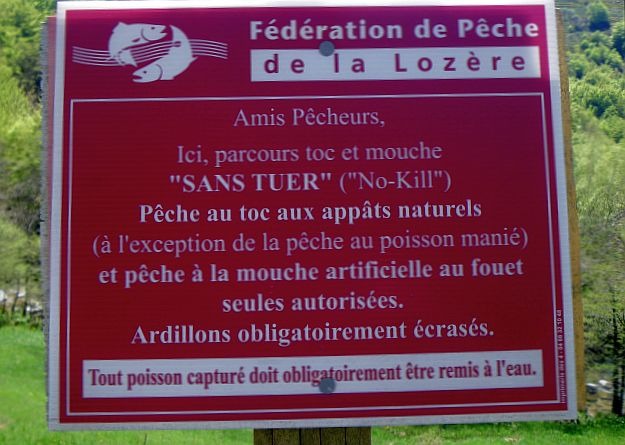 Fédération de Pêche
de la Lozère
Amis Pêcheurs,
Ici, parcours toc et mouche
"SANS TUER" ("No-Kill")
Pêche au toc aux appâts naturels
(à l'exception de la pêche au poisson manié)
et pêche à la mouche artificielle au fouet
seules autorisées.
Ardillons obligatoirement écrasés.
Tout poisson capturé doit obligatoirement être remis à l'eau.